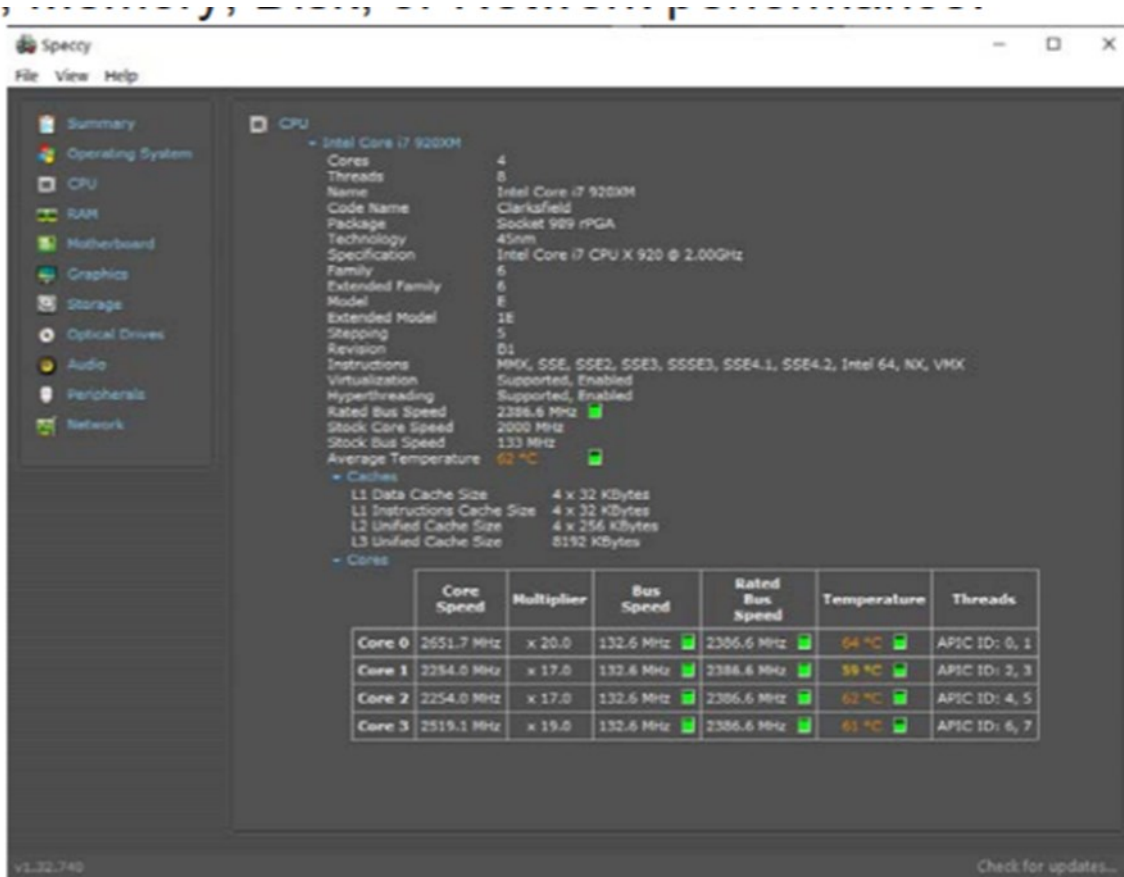 , Memory, Disk, or Network performance.
Speccy
File View Help
Summary
Operating System
CPU
RAM
Motherboard
Graphics
Storage
Optical Drives
Audio
Peripherals
Network
CPU
Intel Core i7 920XM
Cores 4
Threads 8
Name Intel Core i7 920XM
Code Name Clarksfield
Package Socket 989 rPGA
Technology 45nm
Specification Intel Core i7 CPU X 920 @ 2.00GHz
Family 6
Extended Family 6
Model E
Extended Model 1E
Stepping 5
Revision B1
Instructions MMX, SSE, SSE2, SSE3, SSSE3, SSE4.1, SSE4.2, Intel 64, NX, VMX
Virtualization Supported, Enabled
Hyperthreading Supported, Enabled
Rated Bus Speed 2386.6 MHz
Stock Core Speed 2000 MHz
Stock Bus Speed 133 MHz
Average Temperature 62 °C
Caches
L1 Data Cache Size 4 x 32 KBytes
L1 Instructions Cache Size 4 x 32 KBytes
L2 Unified Cache Size 4 x 256 KBytes
L3 Unified Cache Size 8192 KBytes
Cores
Core Speed Multiplier Bus Speed Rated Bus Speed Temperature Threads
Core 0 2651.7 MHz x 20.0 132.6 MHz 2386.6 MHz 64 °C APIC ID: 0, 1
Core 1 2254.0 MHz x 17.0 132.6 MHz 2386.6 MHz 59 °C APIC ID: 2, 3
Core 2 2254.0 MHz x 17.0 132.6 MHz 2386.6 MHz 62 °C APIC ID: 4, 5
Core 3 2519.1 MHz x 19.0 132.6 MHz 2386.6 MHz 61 °C APIC ID: 6, 7
v1.32.740
Check for updates...